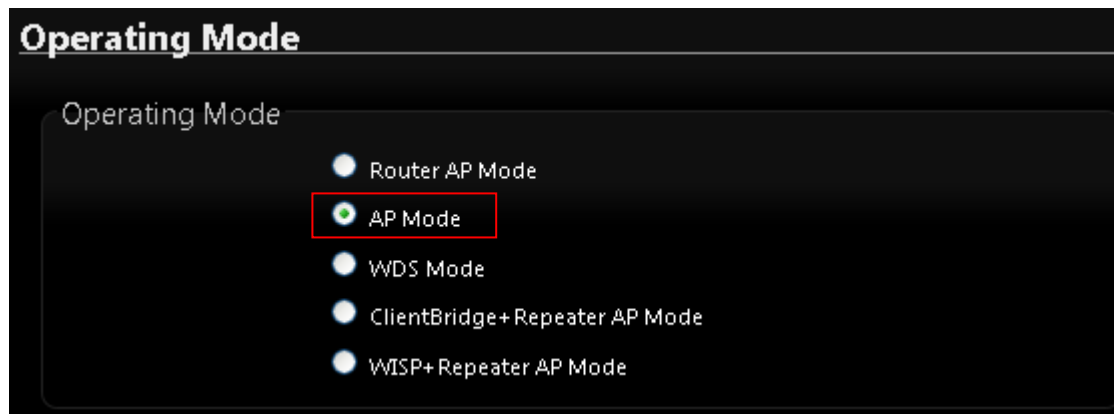 Operating Mode
Operating Mode
Router AP Mode
AP Mode
WDS Mode
ClientBridge+Repeater AP Mode
WISP+Repeater AP Mode